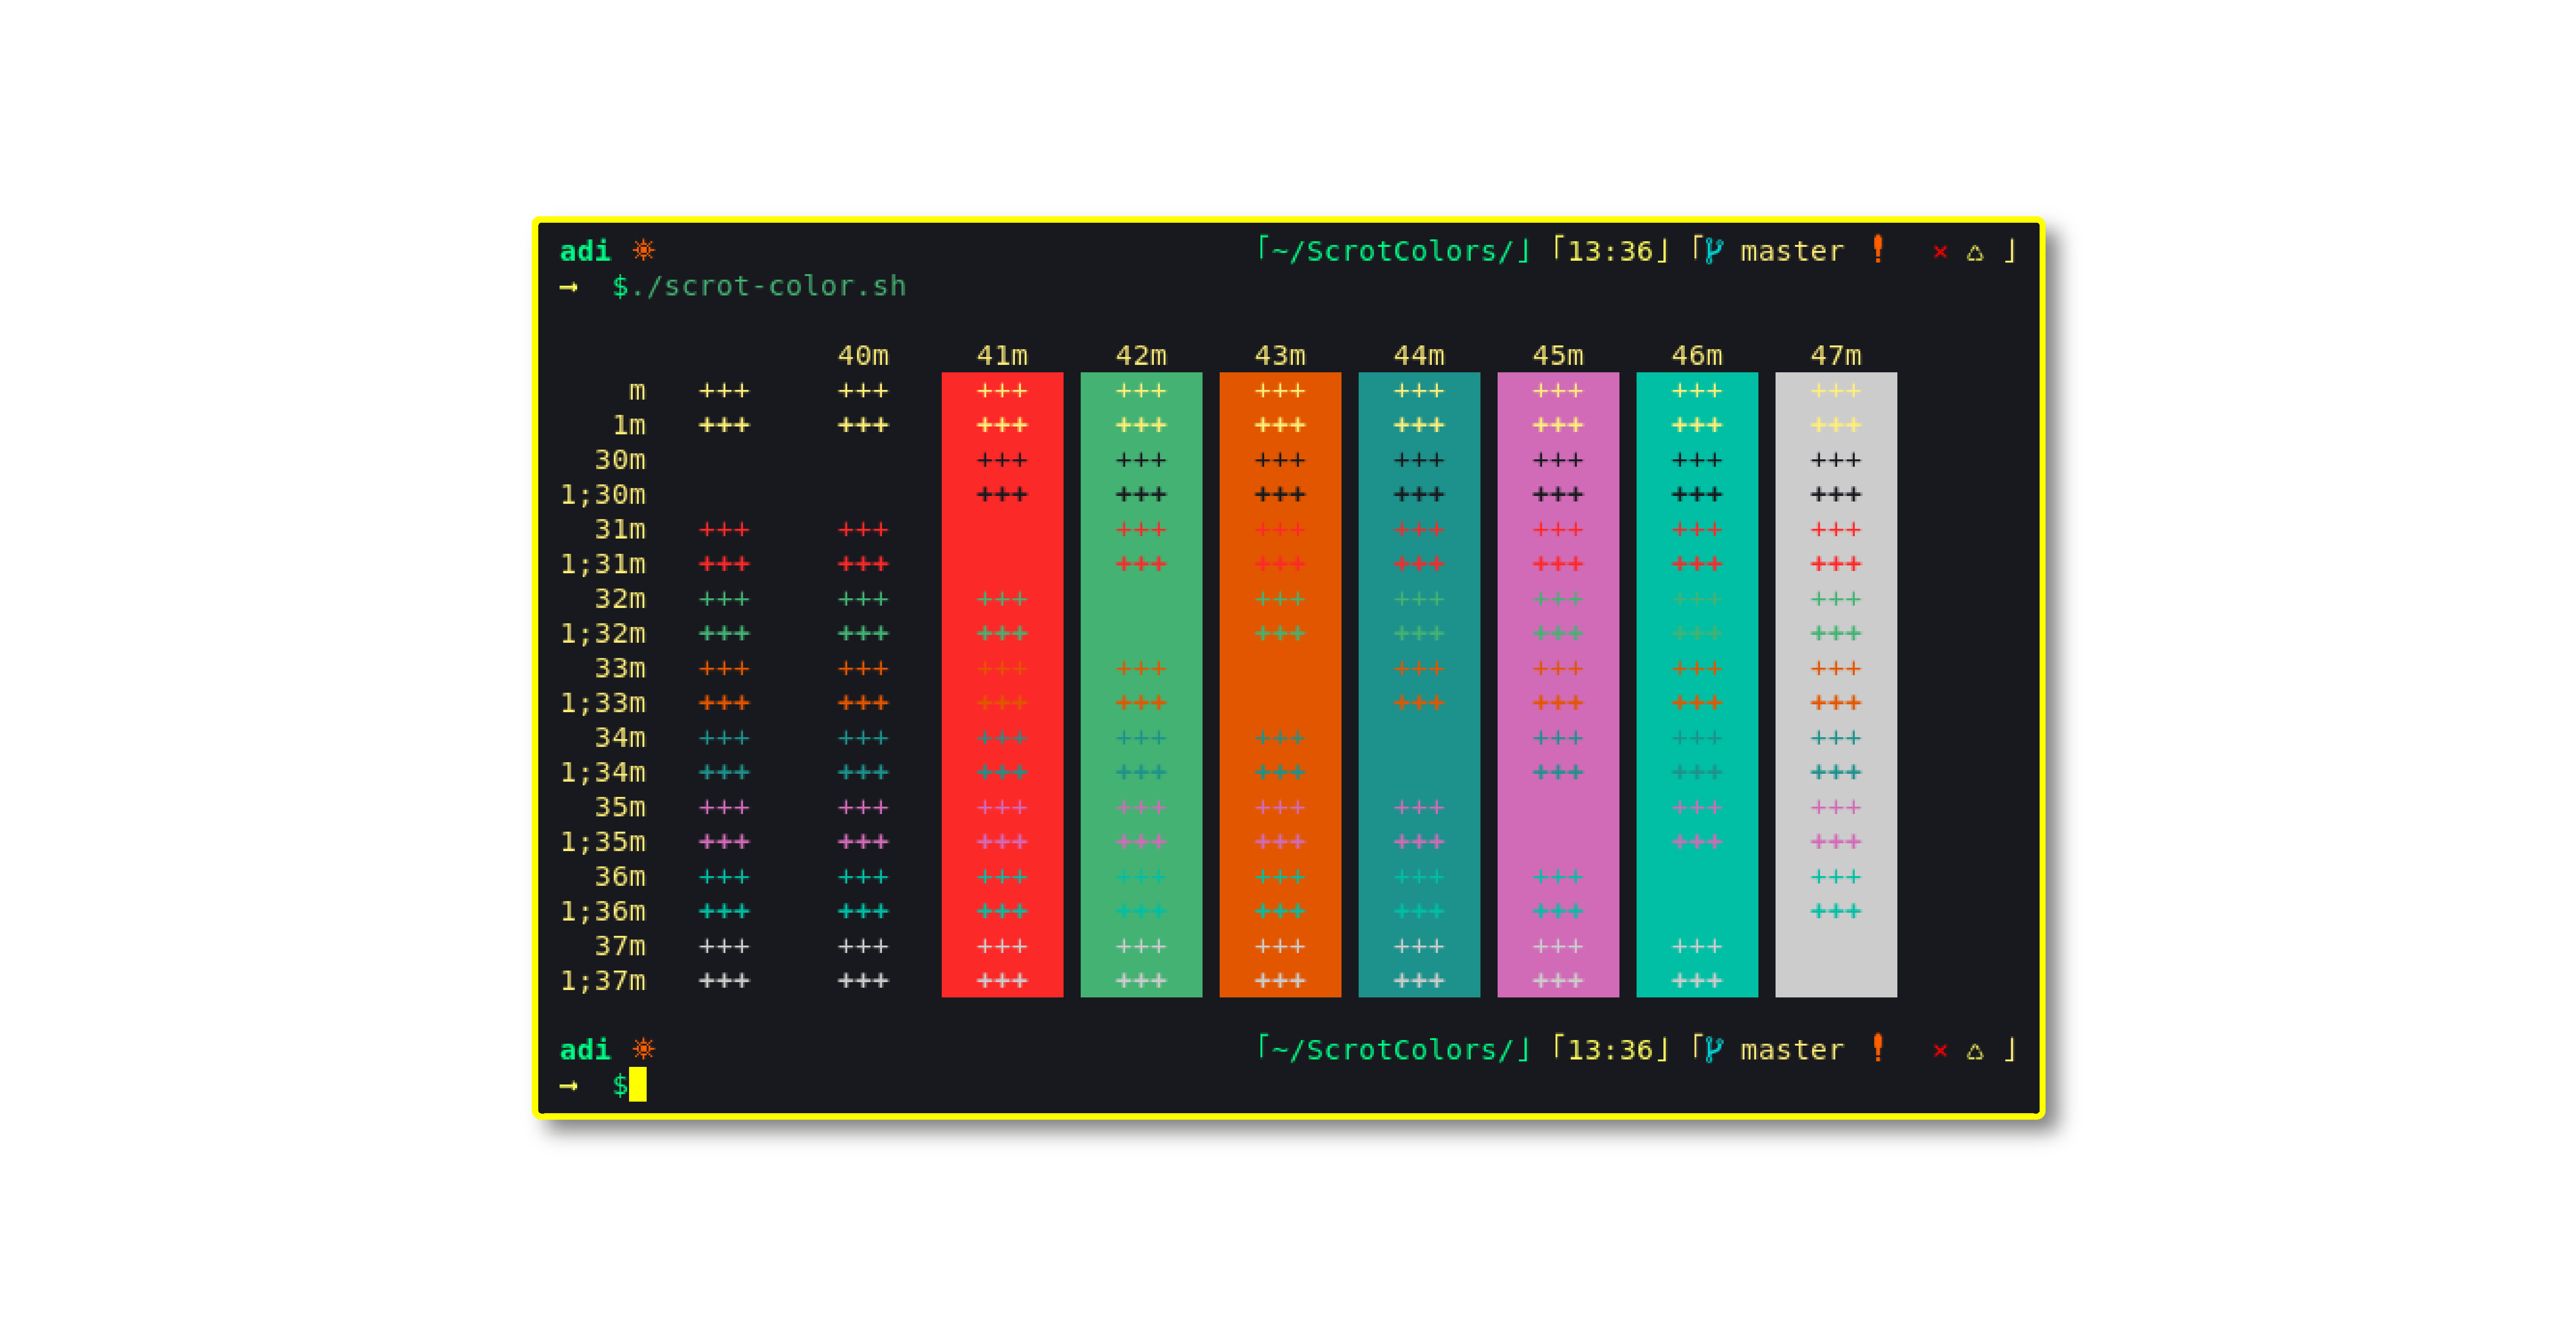 adi ☼ ⌈~/ScrotColors/⌋ ⌈13:36⌋ ⌈ master ! × ♺ ⌋
→ $./scrot-color.sh
40m 41m 42m 43m 44m 45m 46m 47m
m +++ +++ +++ +++ +++ +++ +++ +++ +++
1m +++ +++ +++ +++ +++ +++ +++ +++ +++
30m +++ +++ +++ +++ +++ +++ +++
1;30m +++ +++ +++ +++ +++ +++ +++
31m +++ +++ +++ +++ +++ +++ +++ +++
1;31m +++ +++ +++ +++ +++ +++ +++ +++
32m +++ +++ +++ +++ +++ +++ +++ +++
1;32m +++ +++ +++ +++ +++ +++ +++ +++
33m +++ +++ +++ +++ +++ +++ +++ +++
1;33m +++ +++ +++ +++ +++ +++ +++ +++
34m +++ +++ +++ +++ +++ +++ +++ +++
1;34m +++ +++ +++ +++ +++ +++ +++ +++
35m +++ +++ +++ +++ +++ +++ +++ +++
1;35m +++ +++ +++ +++ +++ +++ +++ +++
36m +++ +++ +++ +++ +++ +++ +++ +++
1;36m +++ +++ +++ +++ +++ +++ +++ +++
37m +++ +++ +++ +++ +++ +++ +++ +++
1;37m +++ +++ +++ +++ +++ +++ +++ +++
adi ☼ ⌈~/ScrotColors/⌋ ⌈13:36⌋ ⌈ master ! × ♺ ⌋
→ $